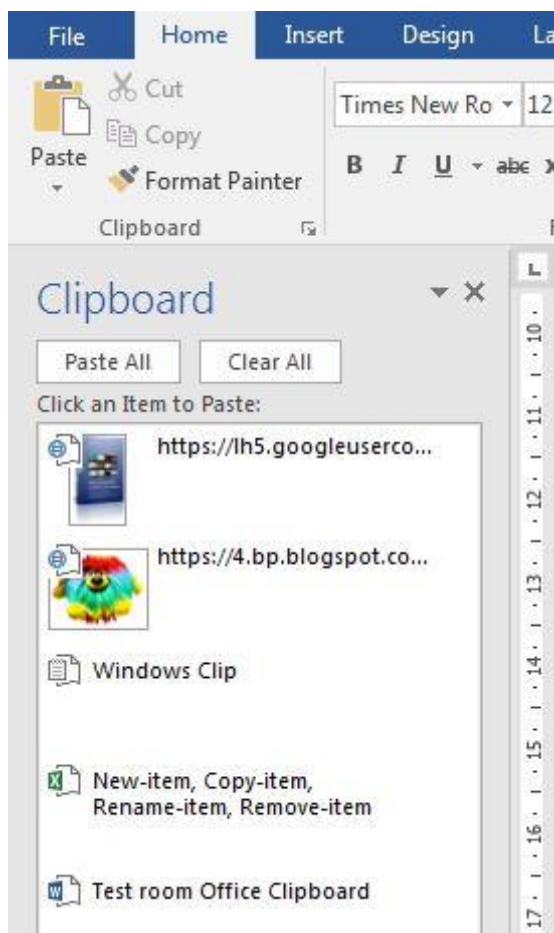 File Home Insert Design La
Cut
Copy
Paste
Format Painter
Clipboard
Times New Ro 12
B I U abc x
Clipboard
Paste All Clear All
Click an Item to Paste:
https://lh5.googleuserco...
https://4.bp.blogspot.co...
Windows Clip
New-item, Copy-item,
Rename-item, Remove-item
Test room Office Clipboard
L
10
11
12
13
14
15
16
17